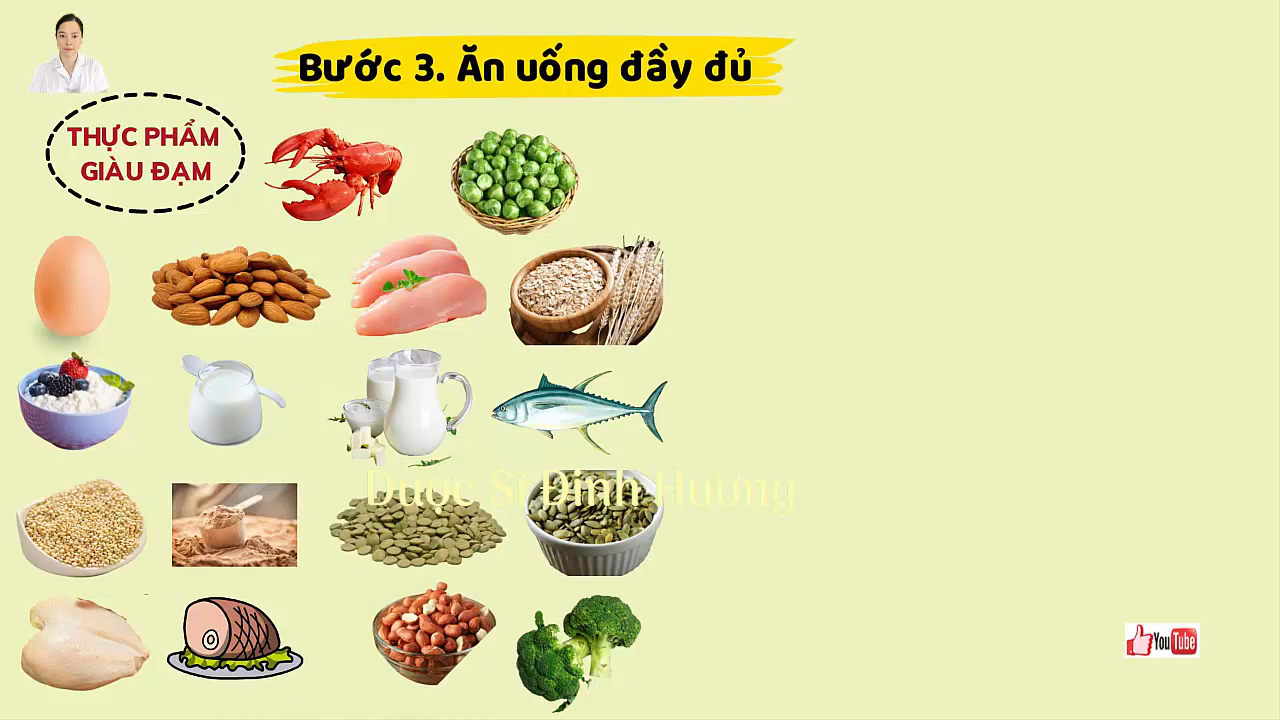 Bước 3. Ăn uống đầy đủ
THỰC PHẨM
GIÀU ĐẠM
Dược Sĩ Đinh Hương
YouTube